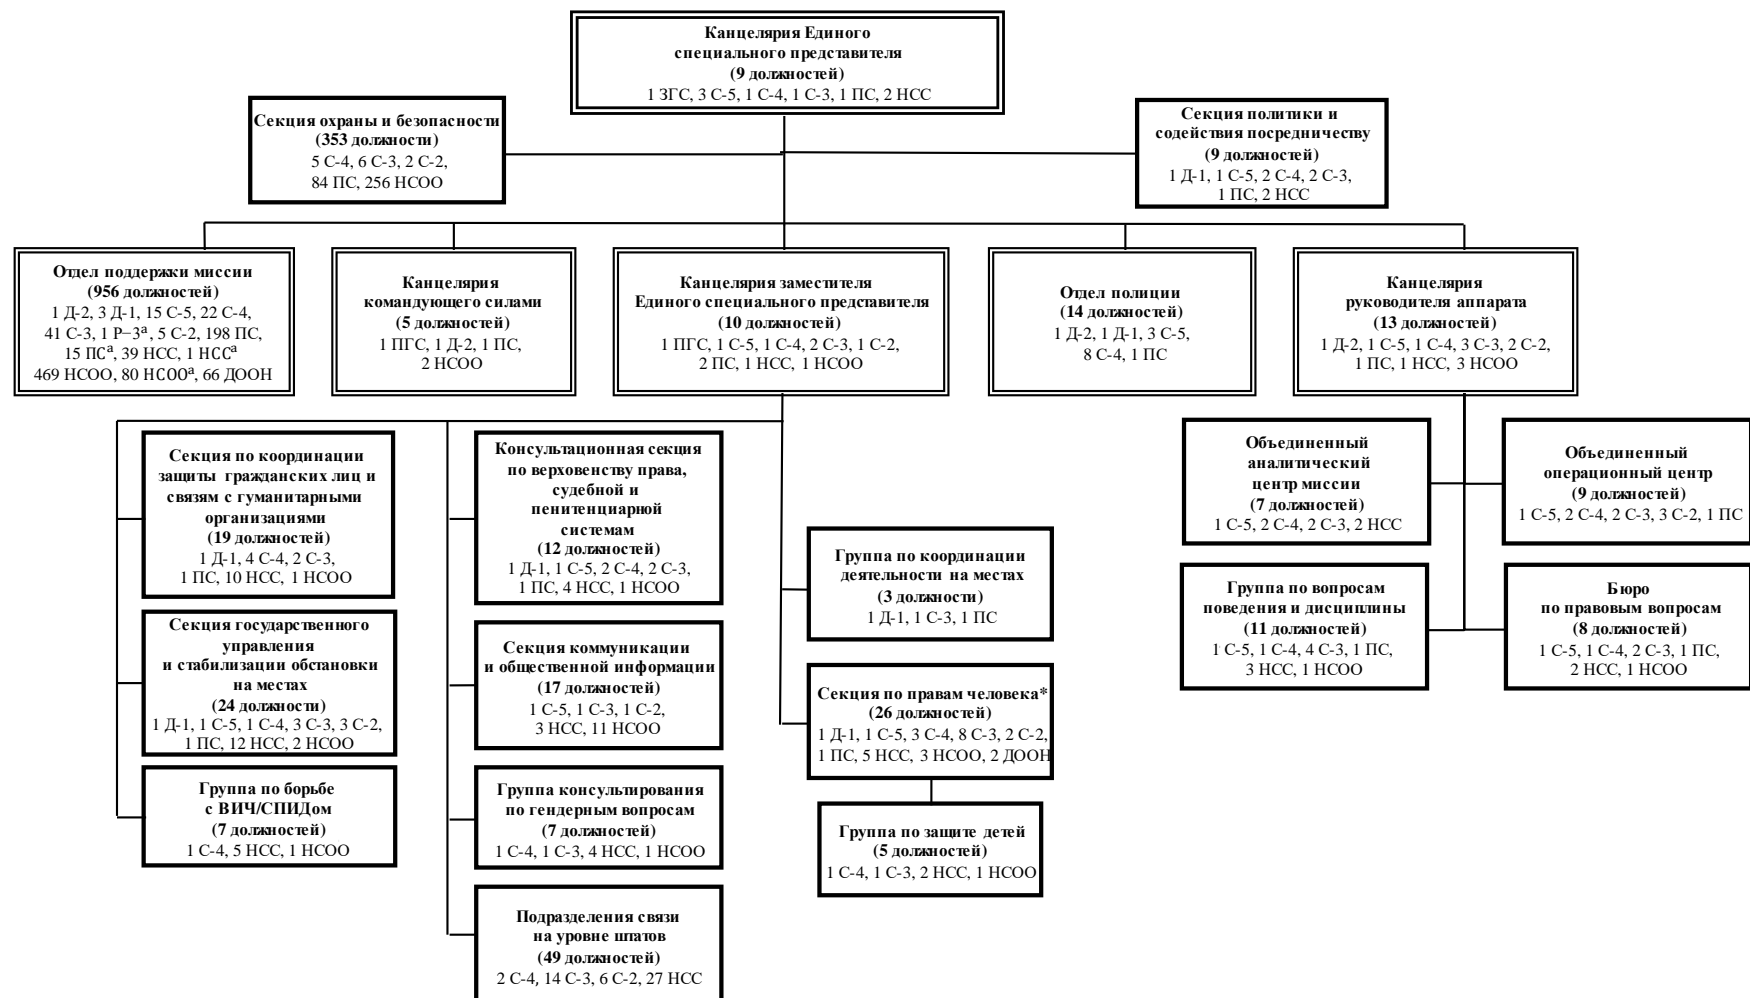 Канцелярия Единого
специального представителя
(9 должностей)
1 ЗГС, 3 С-5, 1 С-4, 1 С-3, 1 ПС, 2 НСС
Секция охраны и безопасности
(353 должности)
5 С-4, 6 С-3, 2 С-2,
84 ПС, 256 НСОО
Секция политики и
содействия посредничеству
(9 должностей)
1 Д-1, 1 С-5, 2 С-4, 2 С-3,
1 ПС, 2 НСС
Отдел поддержки миссии
(956 должностей)
1 Д-2, 3 Д-1, 15 С-5, 22 С-4,
41 С-3, 1 Р−3ᵃ, 5 С-2, 198 ПС,
15 ПСᵃ, 39 НСС, 1 НССᵃ
469 НСОО, 80 НСООᵃ, 66 ДООН
Канцелярия
командующего силами
(5 должностей)
1 ПГС, 1 Д-2, 1 ПС,
2 НСОО
Канцелярия заместителя
Единого специального представителя
(10 должностей)
1 ПГС, 1 С-5, 1 С-4, 2 С-3, 1 С-2,
2 ПС, 1 НСС, 1 НСОО
Отдел полиции
(14 должностей)
1 Д-2, 1 Д-1, 3 С-5,
8 С-4, 1 ПС
Канцелярия
руководителя аппарата
(13 должностей)
1 Д-2, 1 С-5, 1 С-4, 3 С-3, 2 С-2,
1 ПС, 1 НСС, 3 НСОО
Секция по координации
защиты гражданских лиц и
связям с гуманитарными
организациями
(19 должностей)
1 Д-1, 4 С-4, 2 С-3,
1 ПС, 10 НСС, 1 НСОО
Секция государственного
управления
и стабилизации обстановки
на местах
(24 должности)
1 Д-1, 1 С-5, 1 С-4, 3 С-3, 3 С-2,
1 ПС, 12 НСС, 2 НСОО
Группа по борьбе
с ВИЧ/СПИДом
(7 должностей)
1 С-4, 5 НСС, 1 НСОО
Консультационная секция
по верховенству права,
судебной и
пенитенциарной
системам
(12 должностей)
1 Д-1, 1 С-5, 2 С-4, 2 С-3,
1 ПС, 4 НСС, 1 НСОО
Секция коммуникации
и общественной информации
(17 должностей)
1 С-5, 1 С-3, 1 С-2,
3 НСС, 11 НСОО
Группа консультирования
по гендерным вопросам
(7 должностей)
1 С-4, 1 С-3, 4 НСС, 1 НСОО
Подразделения связи
на уровне штатов
(49 должностей)
2 С-4, 14 С-3, 6 С-2, 27 НСС
Группа по координации
деятельности на местах
(3 должности)
1 Д-1, 1 С-3, 1 ПС
Секция по правам человека*
(26 должностей)
1 Д-1, 1 С-5, 3 С-4, 8 С-3, 2 С-2,
1 ПС, 5 НСС, 3 НСОО, 2 ДООН
Группа по защите детей
(5 должностей)
1 С-4, 1 С-3, 2 НСС, 1 НСОО
Объединенный
аналитический
центр миссии
(7 должностей)
1 С-5, 2 С-4, 2 С-3, 2 НСС
Объединенный
операционный центр
(9 должностей)
1 С-5, 2 С-4, 2 С-3, 3 С-2, 1 ПС
Группа по вопросам
поведения и дисциплины
(11 должностей)
1 С-5, 1 С-4, 4 С-3, 1 ПС,
3 НСС, 1 НСОО
Бюро
по правовым вопросам
(8 должностей)
1 С-5, 1 С-4, 2 С-3, 1 ПС,
2 НСС, 1 НСОО